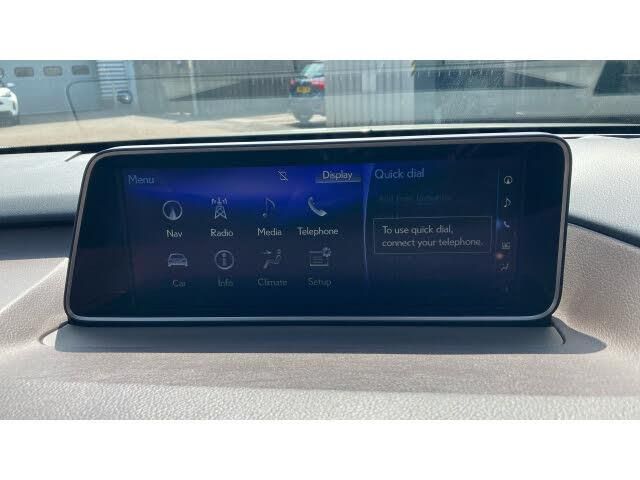 Menu
Display
Quick dial
Nav
Radio
Media
Telephone
To use quick dial,
connect your telephone.
Car
Info
Climate
Setup